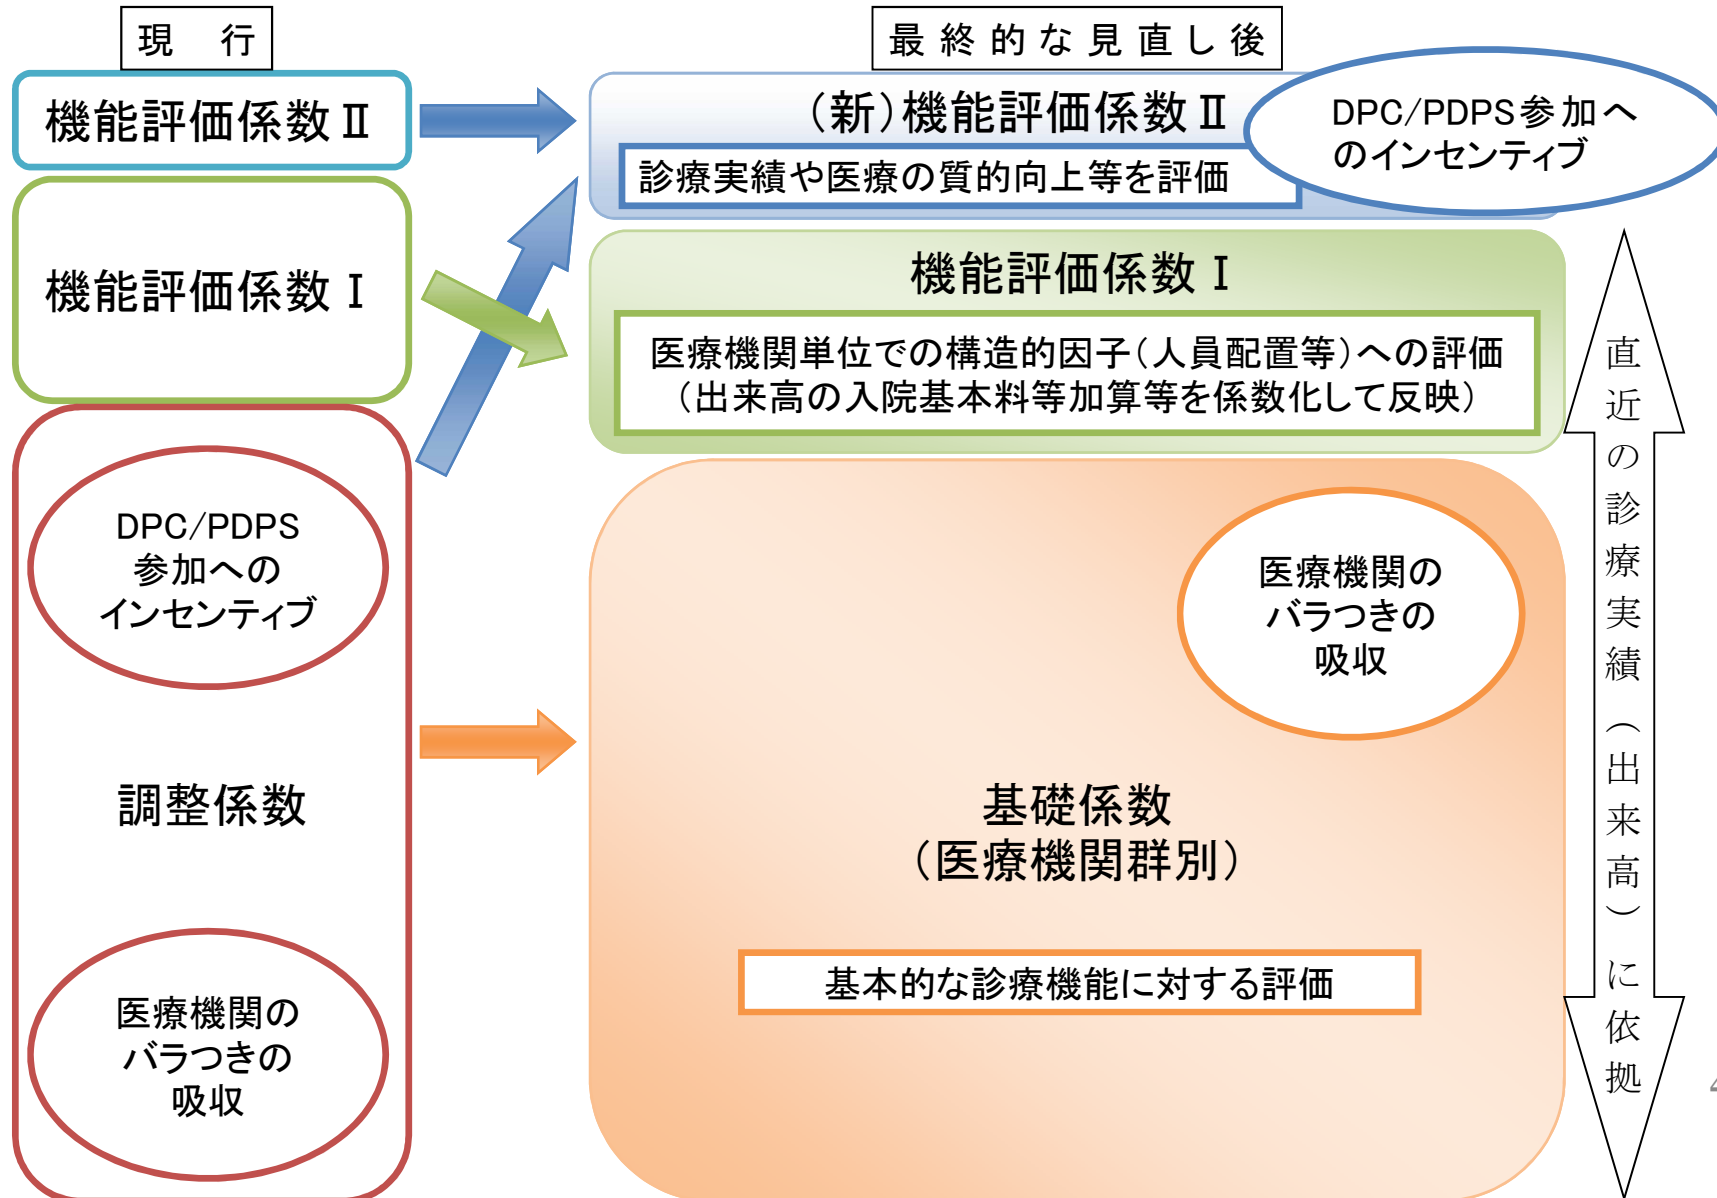 現 行
機能評価係数Ⅱ
機能評価係数Ⅰ
DPC/PDPS
参加への
インセンティブ
調整係数
医療機関の
バラつきの
吸収
最終的な見直し後
（新）機能評価係数Ⅱ
診療実績や医療の質的向上等を評価
DPC/PDPS参加へ
のインセンティブ
機能評価係数Ⅰ
医療機関単位での構造的因子（人員配置等）への評価
（出来高の入院基本料等加算等を係数化して反映）
医療機関の
バラつきの
吸収
基礎係数
（医療機関群別）
基本的な診療機能に対する評価
直近の診療実績（出来高）に依拠